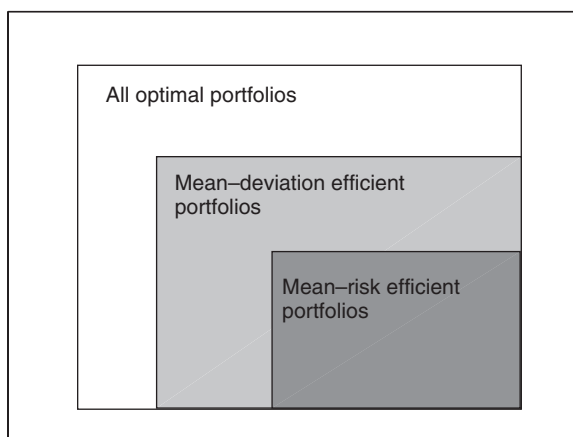 All optimal portfolios
Mean–deviation efficient
portfolios
Mean–risk efficient
portfolios